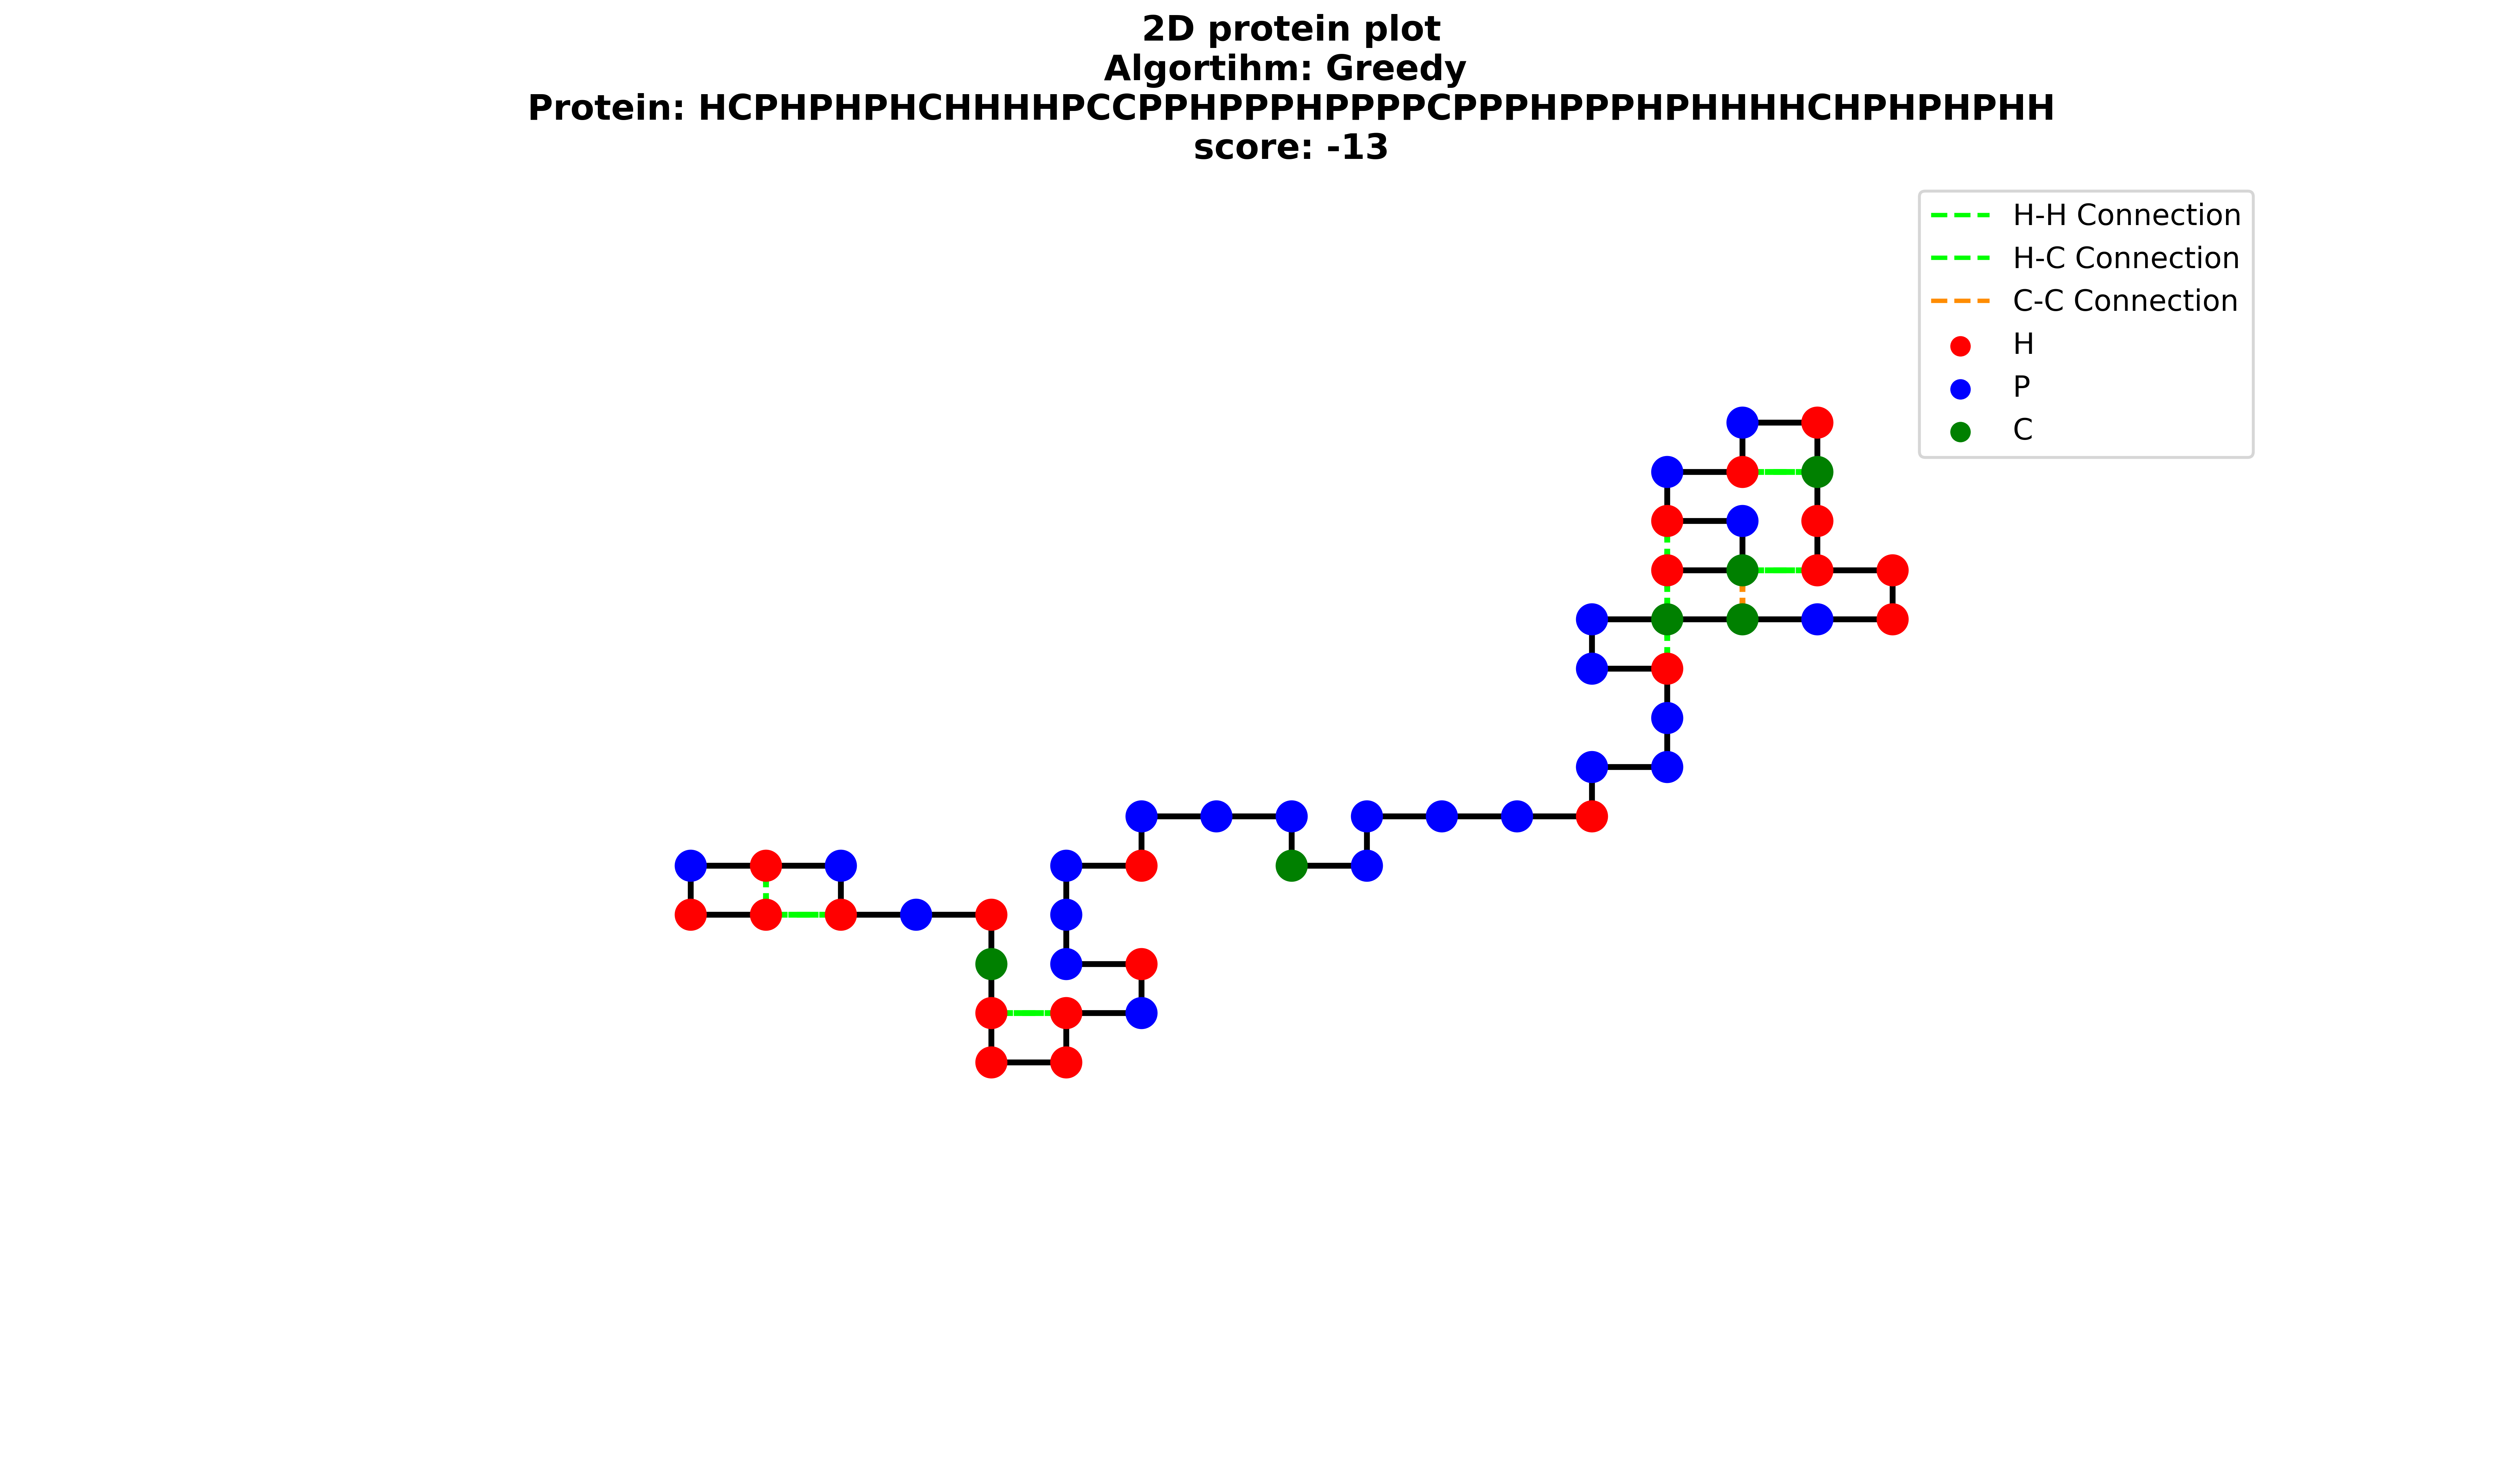 2D protein plot
Algortihm: Greedy
Protein: HCPHPHPHCHHHHPCCPPHPPPHPPPPCPPPHPPPHPHHHHCHPHPHPHH
score: -13
H-H Connection
H-C Connection
C-C Connection
H
P
C